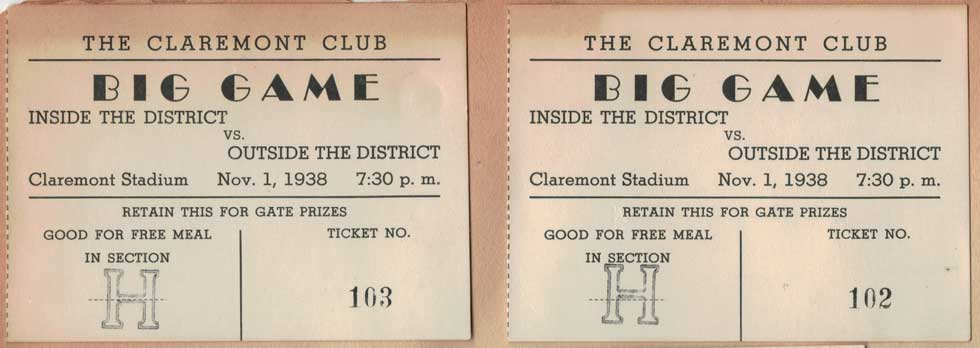 THE CLAREMONT CLUB
BIG GAME
INSIDE THE DISTRICT
VS.
OUTSIDE THE DISTRICT
Claremont Stadium Nov. 1, 1938 7:30 p. m.
RETAIN THIS FOR GATE PRIZES
GOOD FOR FREE MEAL
IN SECTION
H
TICKET NO.
103
THE CLAREMONT CLUB
BIG GAME
INSIDE THE DISTRICT
VS.
OUTSIDE THE DISTRICT
Claremont Stadium Nov. 1, 1938 7:30 p. m.
RETAIN THIS FOR GATE PRIZES
GOOD FOR FREE MEAL
IN SECTION
H
TICKET NO.
102